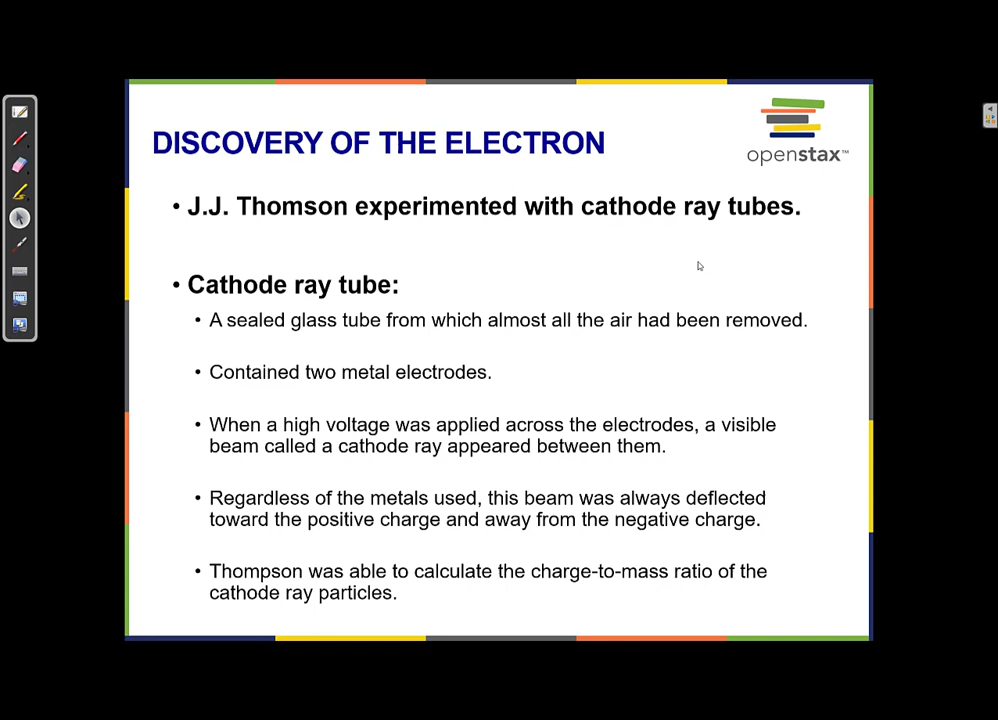 openstax™
DISCOVERY OF THE ELECTRON
• J.J. Thomson experimented with cathode ray tubes.
• Cathode ray tube:
• A sealed glass tube from which almost all the air had been removed.
• Contained two metal electrodes.
• When a high voltage was applied across the electrodes, a visible
beam called a cathode ray appeared between them.
• Regardless of the metals used, this beam was always deflected
toward the positive charge and away from the negative charge.
• Thompson was able to calculate the charge-to-mass ratio of the
cathode ray particles.